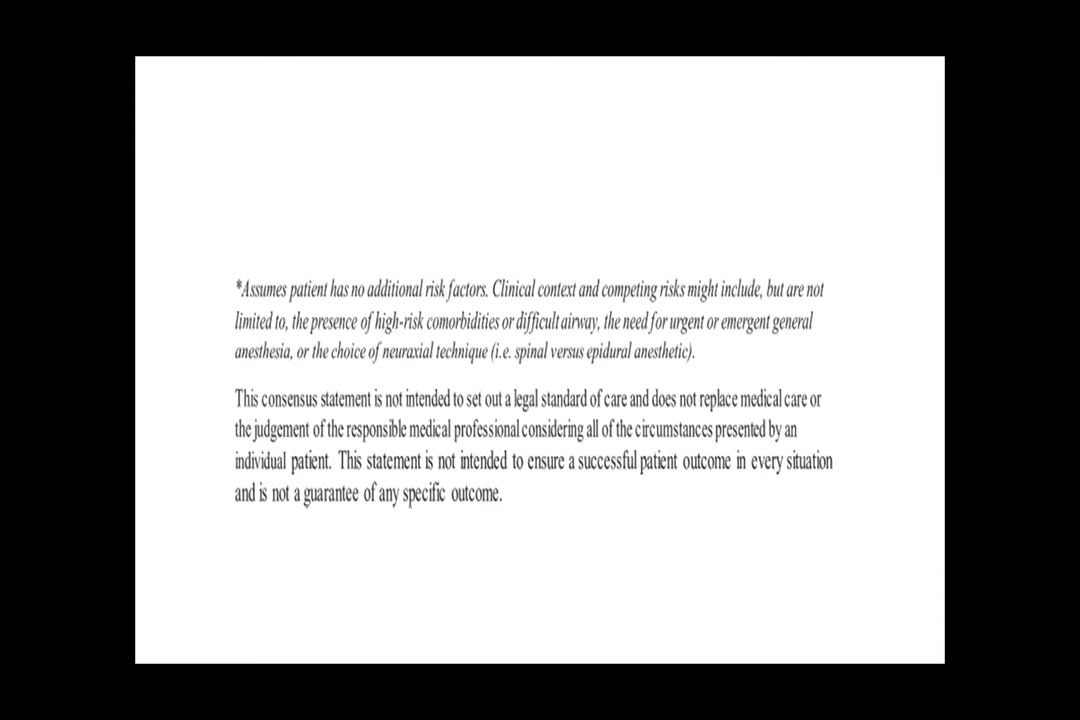 *Assumes patient has no additional risk factors. Clinical context and competing risks might include, but are not
limited to, the presence of high-risk comorbidities or difficult airway, the need for urgent or emergent general
anesthesia, or the choice of neuraxial technique (i.e. spinal versus epidural anesthetic).
This consensus statement is not intended to set out a legal standard of care and does not replace medical care or
the judgement of the responsible medical professional considering all of the circumstances presented by an
individual patient. This statement is not intended to ensure a successful patient outcome in every situation
and is not a guarantee of any specific outcome.